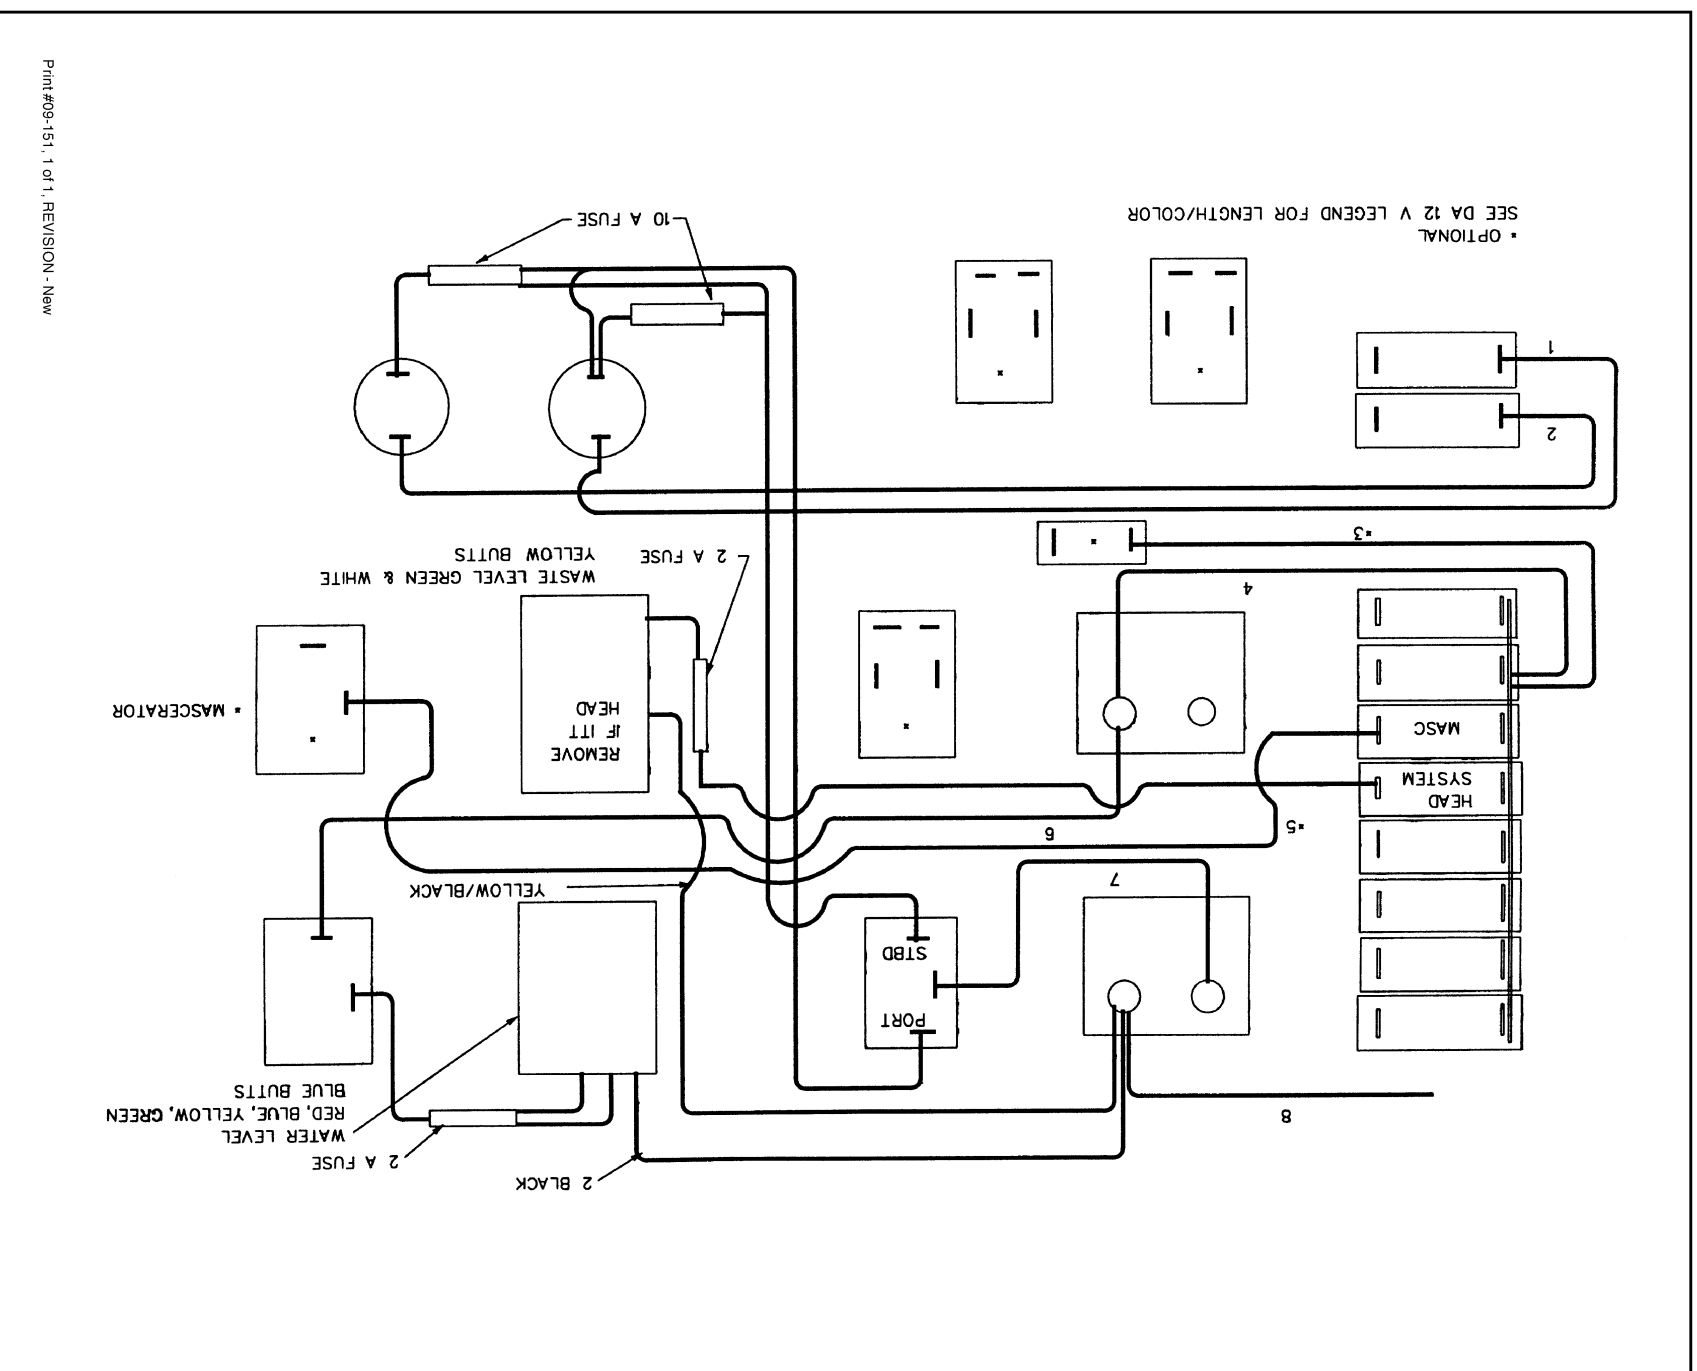 Print #09-151, 1 of 1, REVISION - New
2 BLACK
2 A FUSE
WATER LEVEL
RED, BLUE, YELLOW, GREEN
BLUE BUTTS
8
PORT
STBD
7
YELLOW/BLACK
6
*5
HEAD
SYSTEM
MASC
REMOVE
IF ITT
HEAD
*
* MASCERATOR
*
WASTE LEVEL GREEN & WHITE
YELLOW BUTTS
2 A FUSE
4
*3
*
2
1
*
*
10 A FUSE
* OPTIONAL
SEE DA 12 V LEGEND FOR LENGTH/COLOR